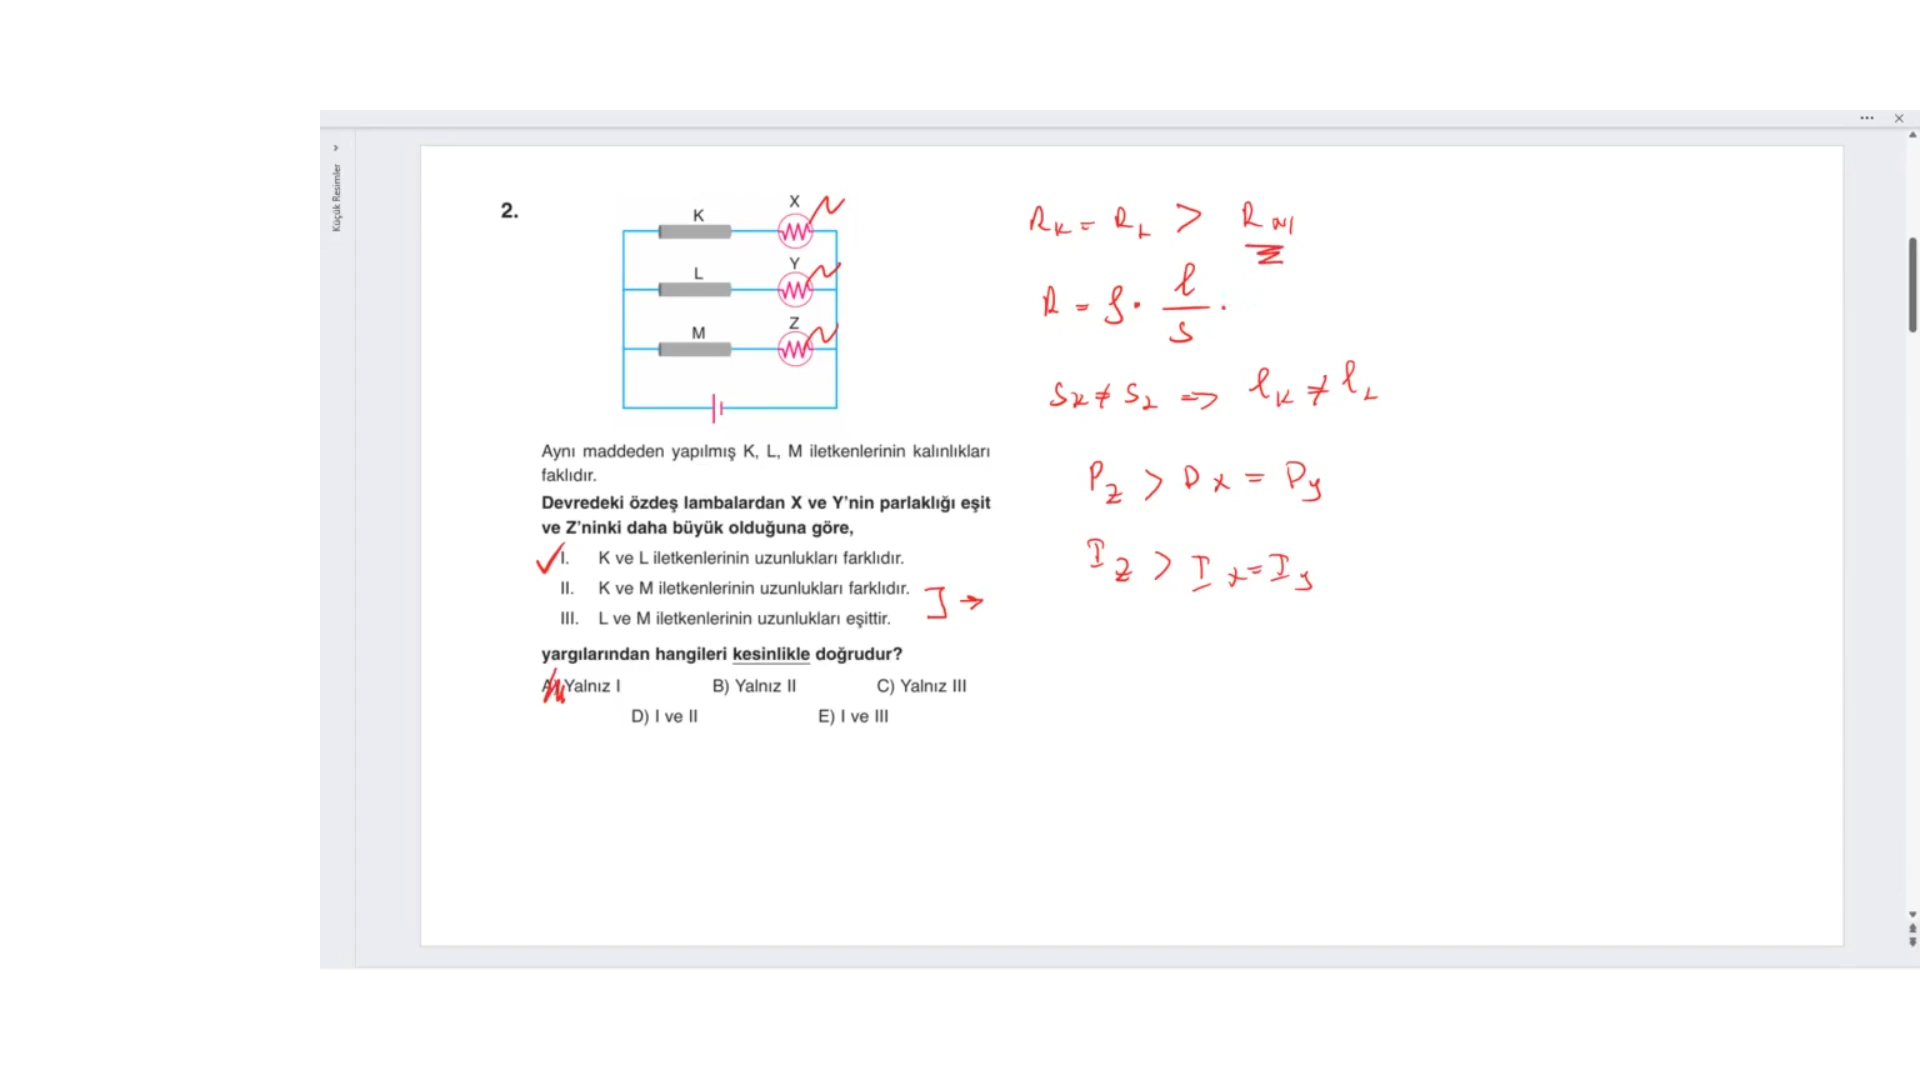 Küçük Resimler
2.
K
X
L
Y
M
Z
Aynı maddeden yapılmış K, L, M iletkenlerinin kalınlıkları
faklıdır.
Devredeki özdeş lambalardan X ve Y'nin parlaklığı eşit
ve Z'ninki daha büyük olduğuna göre,
I. K ve L iletkenlerinin uzunlukları farklıdır.
II. K ve M iletkenlerinin uzunlukları farklıdır.
III. L ve M iletkenlerinin uzunlukları eşittir.
yargılarından hangileri kesinlikle doğrudur?
A) Yalnız I B) Yalnız II C) Yalnız III
D) I ve II E) I ve III
R_K = R_L > R_M
R = ρ · l / s ·
S_K ≠ S_L => l_K ≠ l_L
P_Z > P_X = P_Y
I_Z > I_X = I_Y